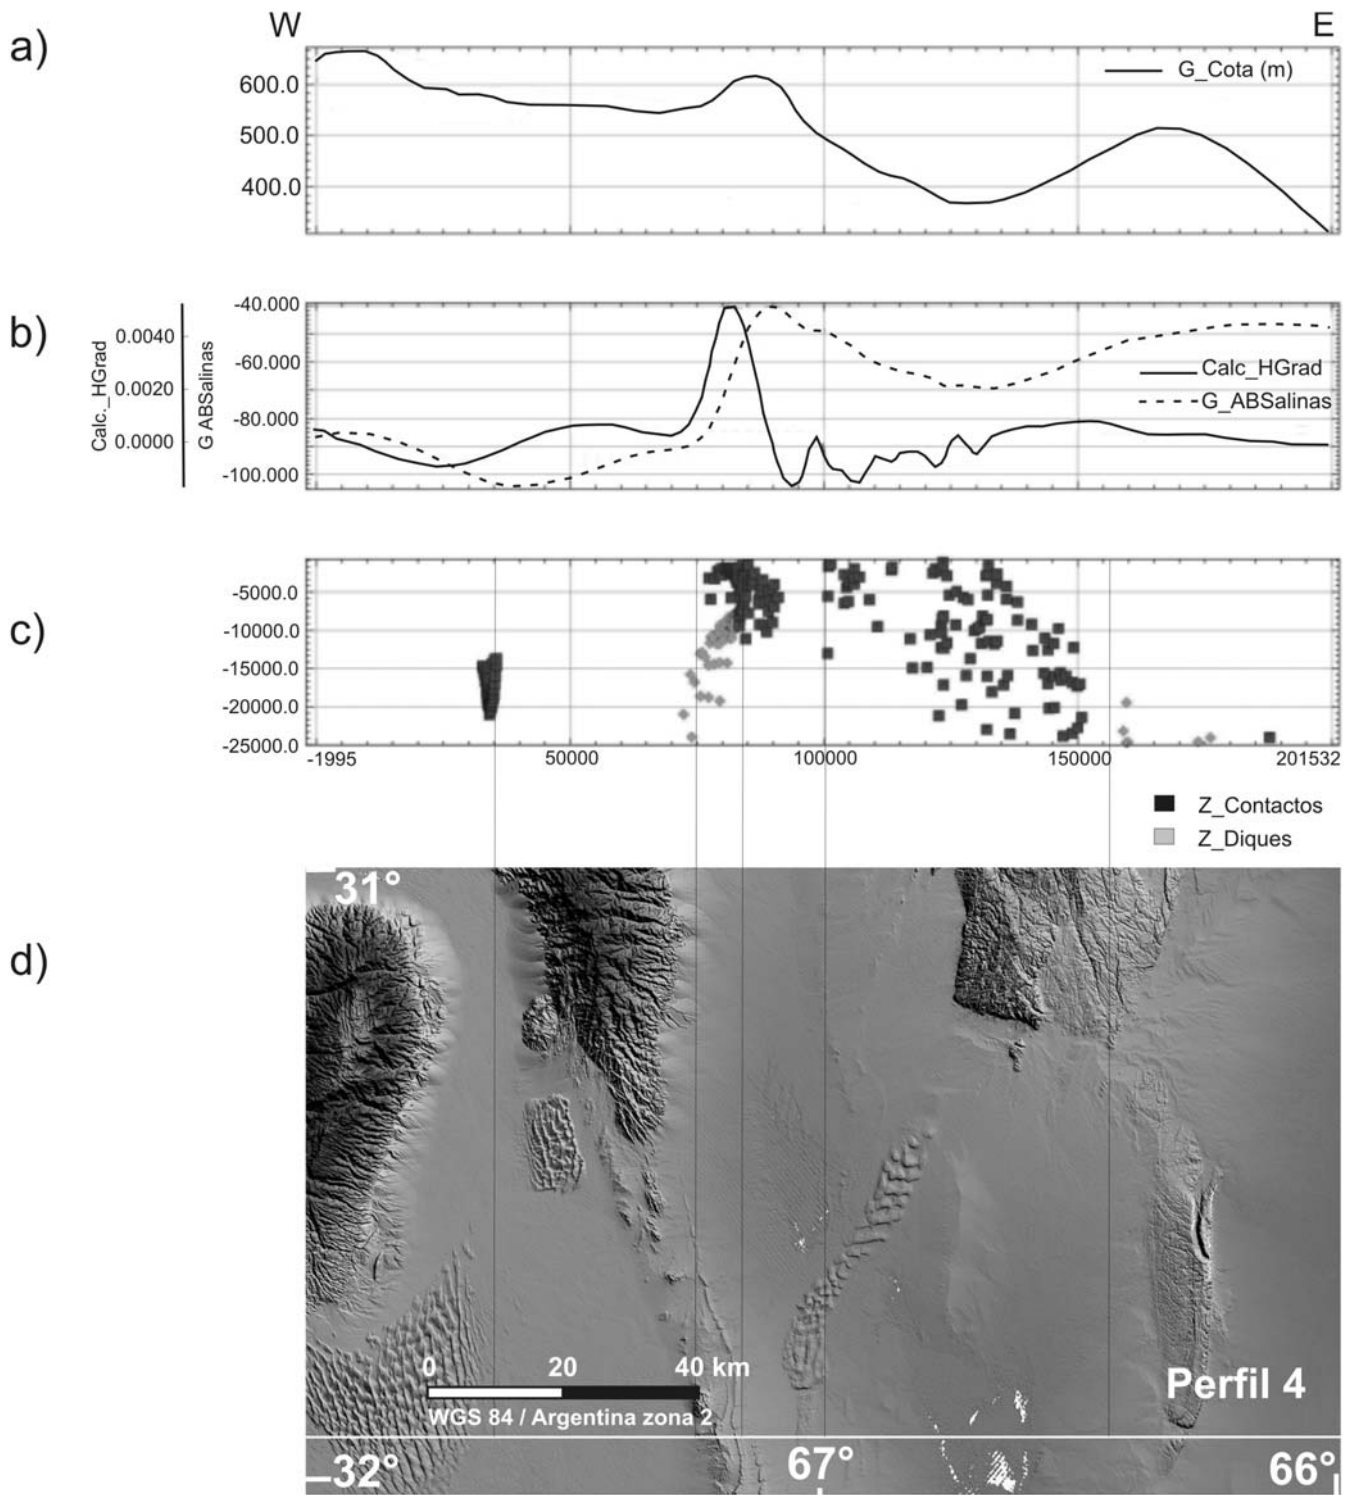 W E
a)
G_Cota (m)
600.0
500.0
400.0
b)
Calc._HGrad
0.0040
0.0020
0.0000
G ABSalinas
-40.000
-60.000
-80.000
-100.000
Calc_HGrad
G_ABSalinas
c)
-5000.0
-10000.0
-15000.0
-20000.0
-25000.0
-1995 50000 100000 150000 201532
Z_Contactos
Z_Diques
d)
31°
0 20 40 km
WGS 84 / Argentina zona 2
Perfil 4
32° 67° 66°